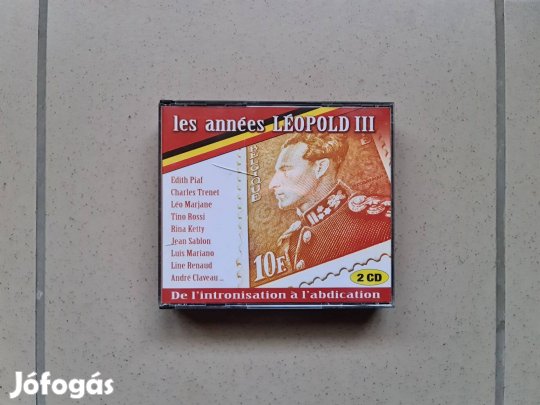 les années LÉOPOLD III
BELGIQUE
Edith Piaf
Charles Trenet
Léo Marjane
Tino Rossi
Rina Ketty
Jean Sablon
Luis Mariano
Line Renaud
André Claveau...
10F
2 CD
De l'intronisation à l'abdication
Jófogás